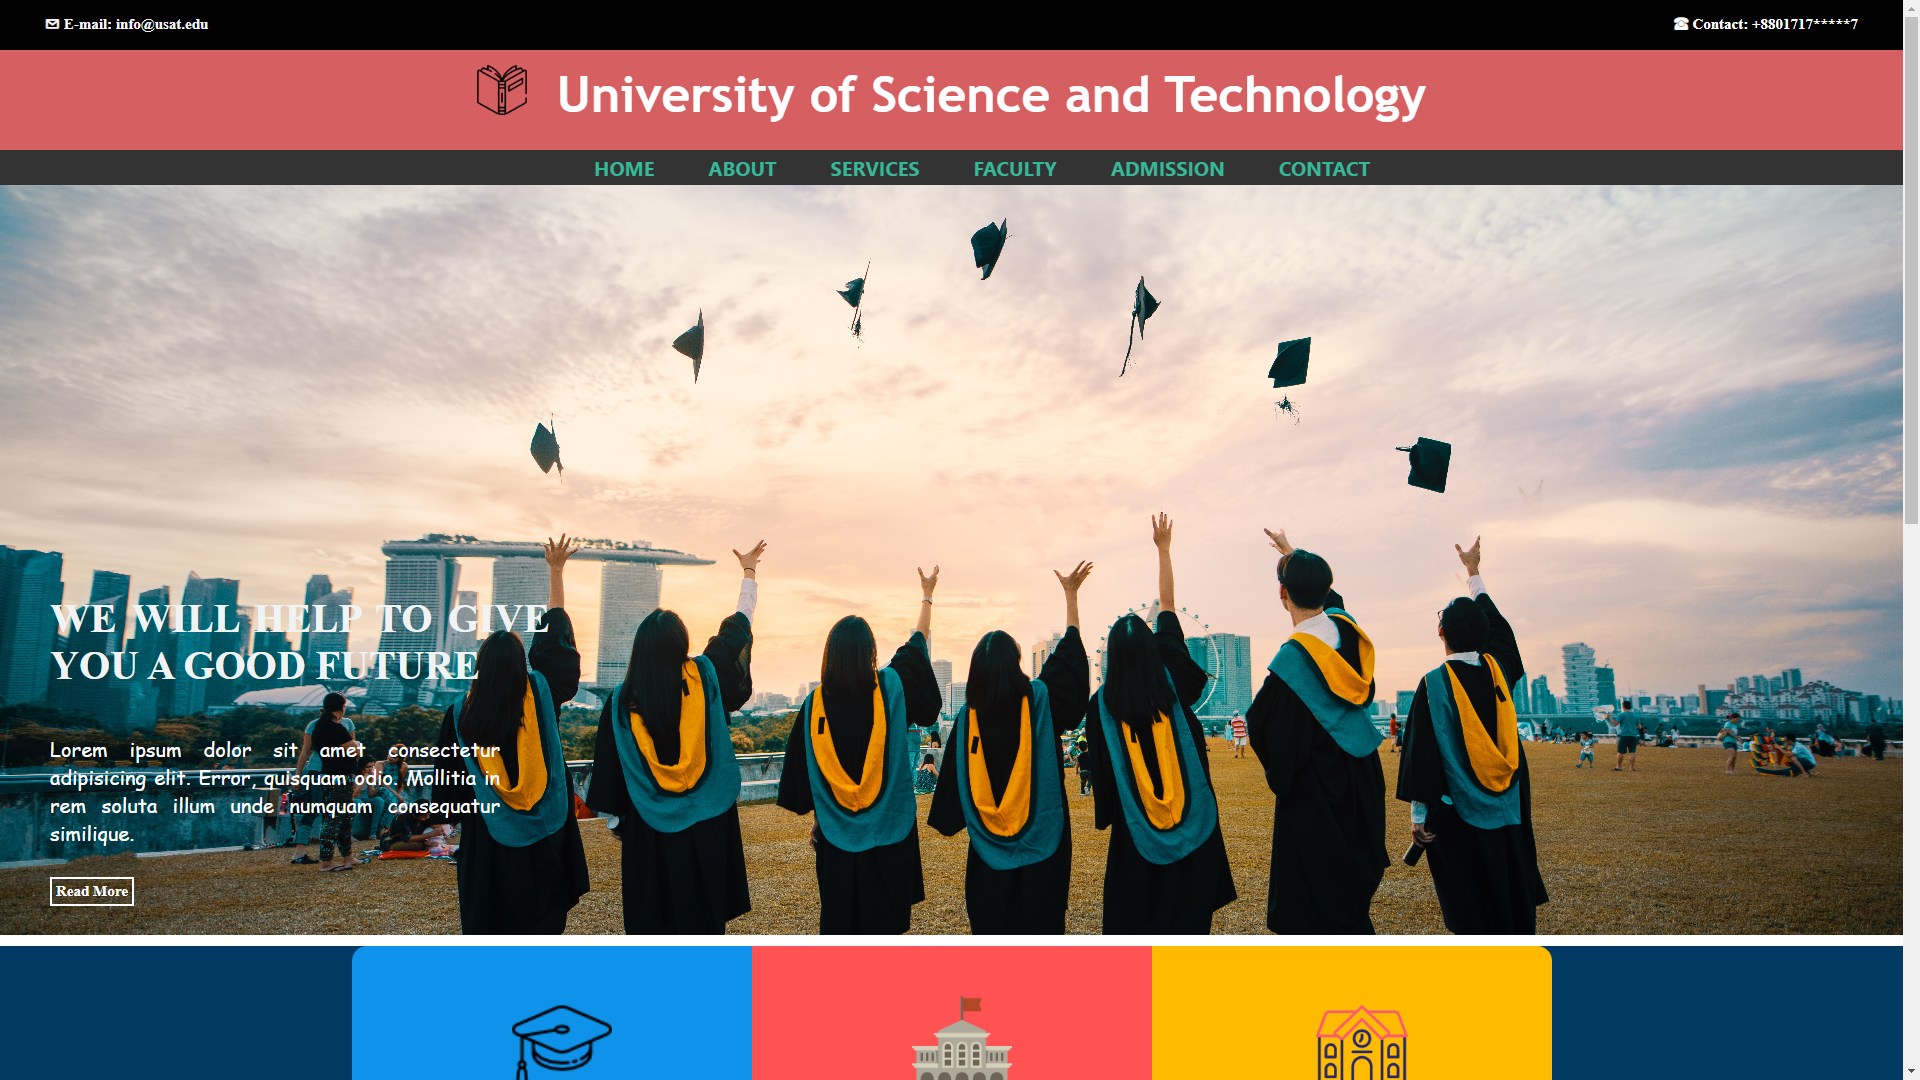 E-mail: info@usat.edu
Contact: +8801717*****7
University of Science and Technology
HOME ABOUT SERVICES FACULTY ADMISSION CONTACT
WE WILL HELP TO GIVE
YOU A GOOD FUTURE
Lorem ipsum dolor sit amet consectetur
adipisicing elit. Error, quisquam odio. Mollitia in
rem soluta illum unde numquam consequatur
similique.
Read More